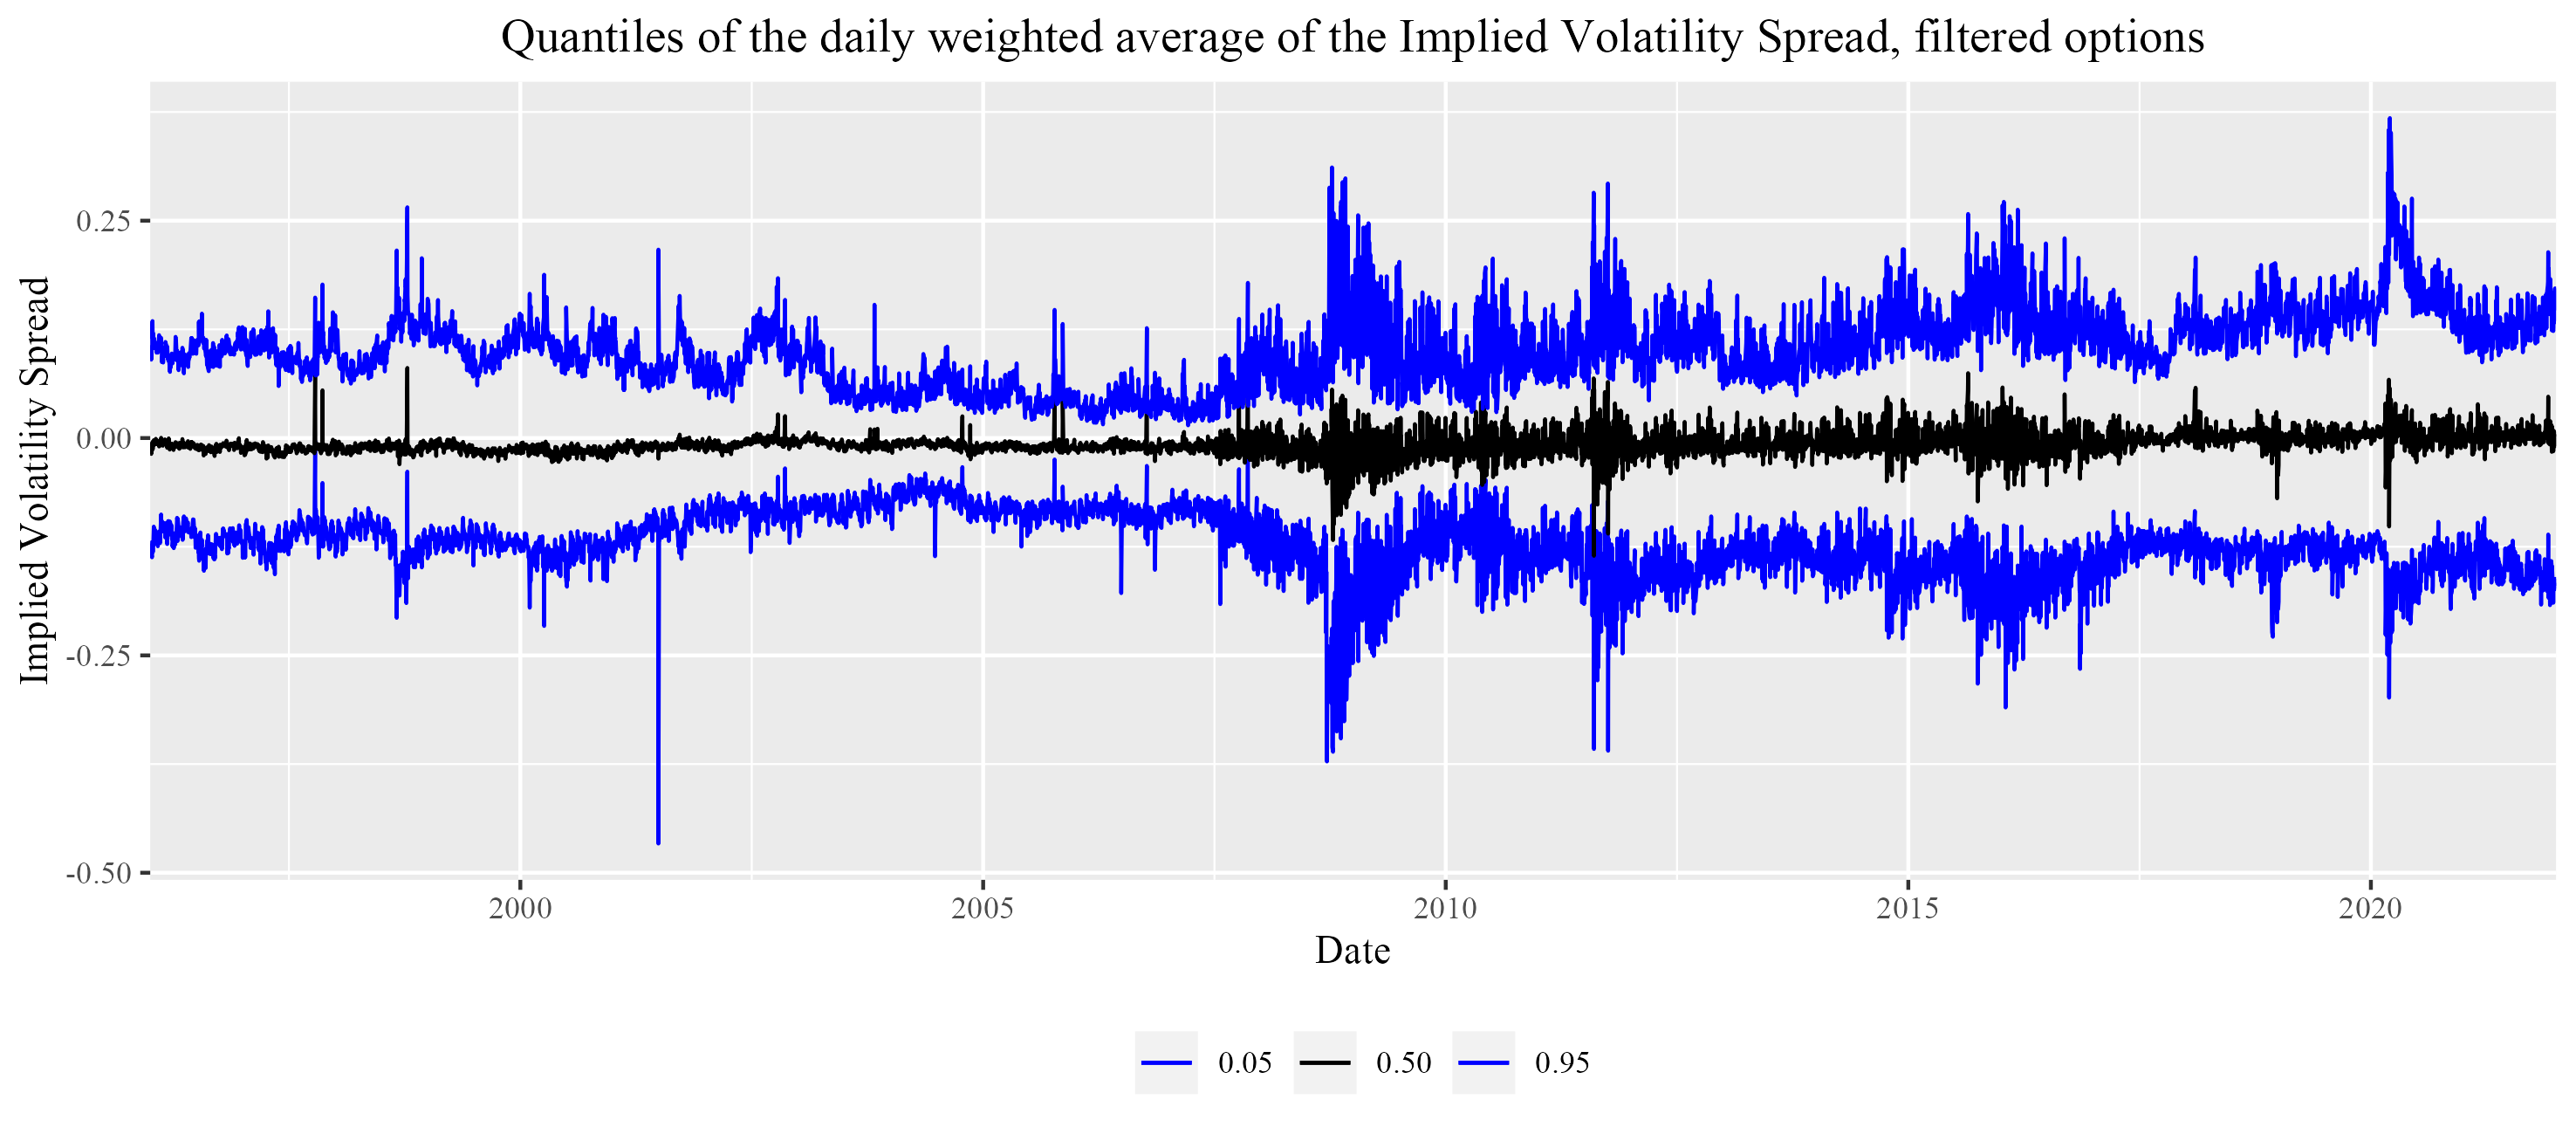 Quantiles of the daily weighted average of the Implied Volatility Spread, filtered options
Implied Volatility Spread
0.25
0.00
-0.25
-0.50
2000 2005 2010 2015 2020
Date
0.05 0.50 0.95